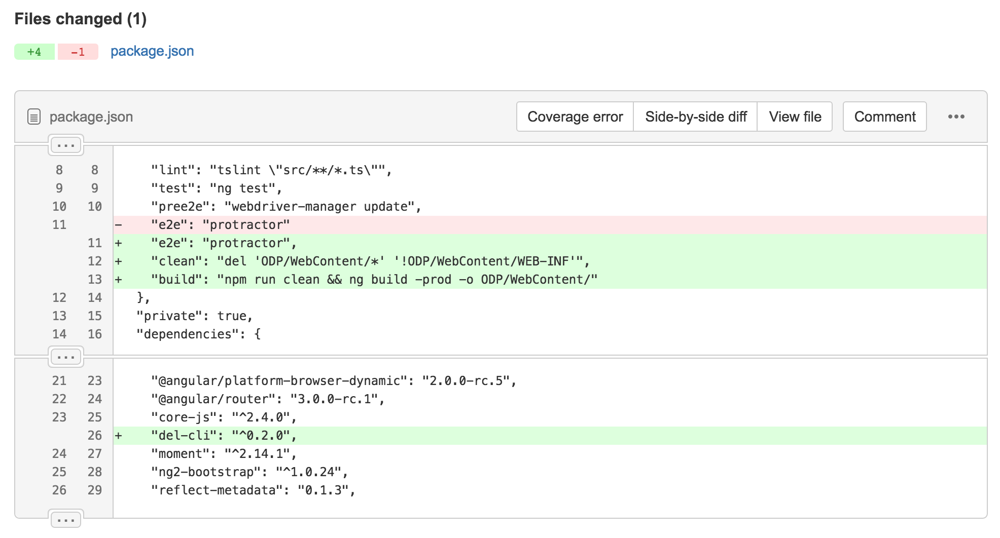 Files changed (1)
+4 −1 package.json
package.json Coverage error Side-by-side diff View file Comment •••
...
8 8 "lint": "tslint \"src/**/*.ts\"",
9 9 "test": "ng test",
10 10 "pree2e": "webdriver-manager update",
11 − "e2e": "protractor"
11 + "e2e": "protractor",
12 + "clean": "del 'ODP/WebContent/*' '!ODP/WebContent/WEB-INF'",
13 + "build": "npm run clean && ng build -prod -o ODP/WebContent/"
12 14 },
13 15 "private": true,
14 16 "dependencies": {
...
21 23 "@angular/platform-browser-dynamic": "2.0.0-rc.5",
22 24 "@angular/router": "3.0.0-rc.1",
23 25 "core-js": "^2.4.0",
26 + "del-cli": "^0.2.0",
24 27 "moment": "^2.14.1",
25 28 "ng2-bootstrap": "^1.0.24",
26 29 "reflect-metadata": "0.1.3",
...